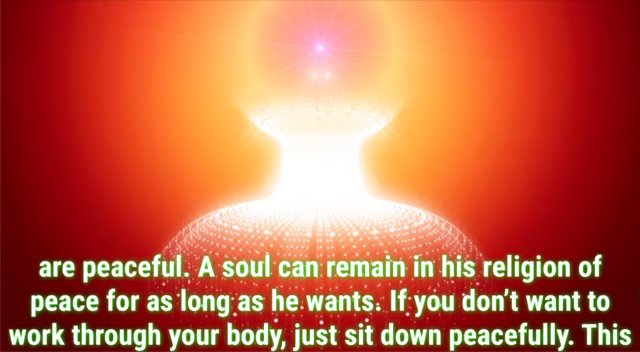 are peaceful. A soul can remain in his religion of
peace for as long as he wants. If you don’t want to
work through your body, just sit down peacefully. This